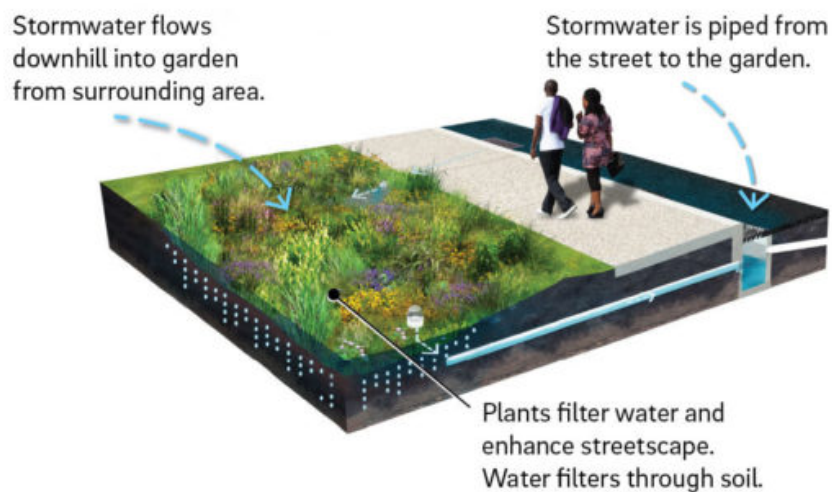 Stormwater flows
downhill into garden
from surrounding area.
Stormwater is piped from
the street to the garden.
Plants filter water and
enhance streetscape.
Water filters through soil.